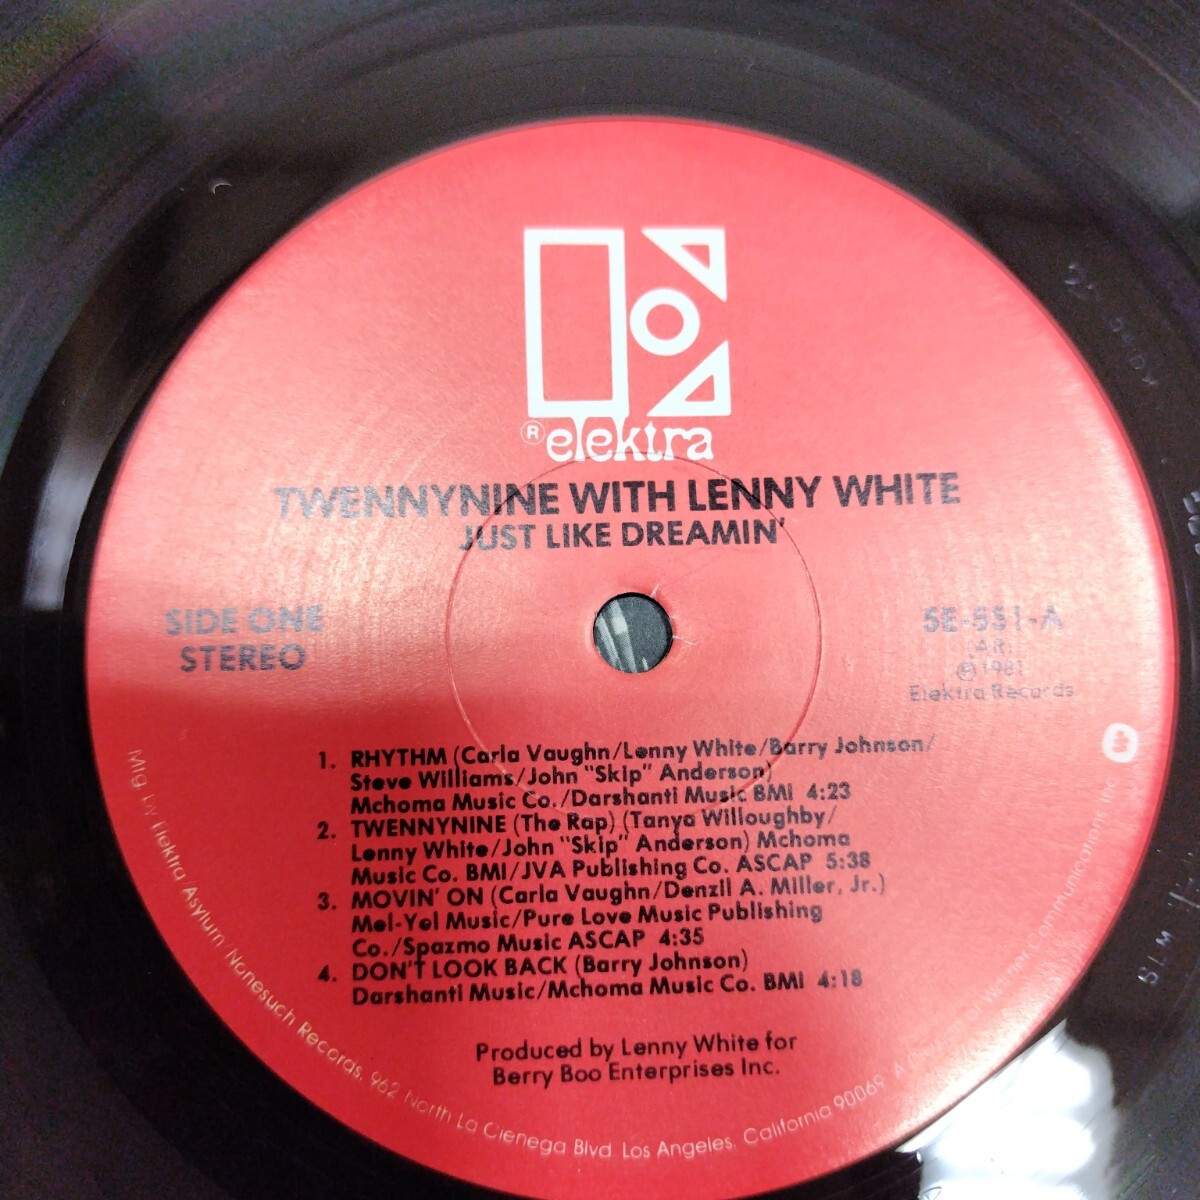 ® elektra
TWENNYNINE WITH LENNY WHITE
JUST LIKE DREAMIN'
SIDE ONE
STEREO
5E-551-A
(AR)
℗ 1981
Elektra Records
1. RHYTHM (Carla Vaughn/Lenny White/Barry Johnson/
Steve Williams/John "Skip" Anderson)
Mchoma Music Co./Darshanti Music BMI 4:23
2. TWENNYNINE (The Rap) (Tanya Willoughby/
Lenny White/John "Skip" Anderson) Mchoma
Music Co. BMI/JVA Publishing Co. ASCAP 5:38
3. MOVIN' ON (Carla Vaughn/Denzil A. Miller, Jr.)
Mel-Yel Music/Pure Love Music Publishing
Co./Spazmo Music ASCAP 4:35
4. DON'T LOOK BACK (Barry Johnson)
Darshanti Music/Mchoma Music Co. BMI 4:18
Produced by Lenny White for
Berry Boo Enterprises Inc.
Mfg by Elektra Asylum Nonesuch Records, 962 North La Cienega Blvd Los Angeles, California 90069 A Warner Communications Inc
SLM